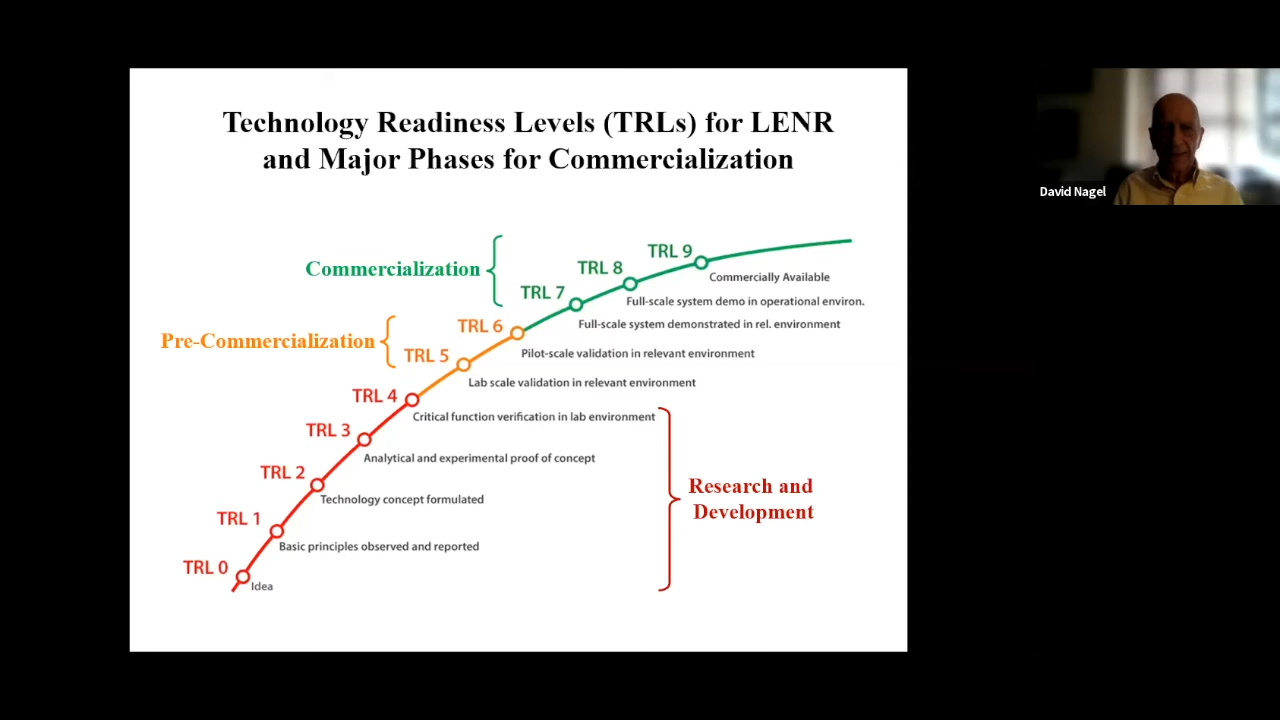 Technology Readiness Levels (TRLs) for LENR
and Major Phases for Commercialization
David Nagel
TRL 9
Commercialization
TRL 8
Commercially Available
TRL 7
Full-scale system demo in operational environ.
TRL 6
Full-scale system demonstrated in rel. environment
Pre-Commercialization
TRL 5
Pilot-scale validation in relevant environment
Lab scale validation in relevant environment
TRL 4
Critical function verification in lab environment
TRL 3
Analytical and experimental proof of concept
TRL 2
Research and
Development
Technology concept formulated
TRL 1
Basic principles observed and reported
TRL 0
Idea